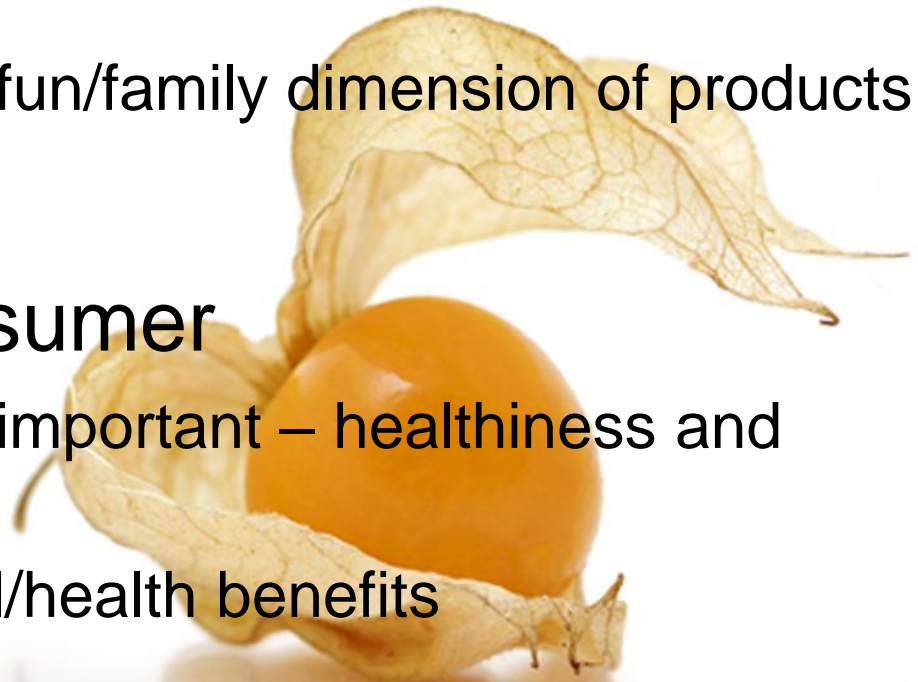 fun/family dimension of products
sumer
important – healthiness and
/health benefits